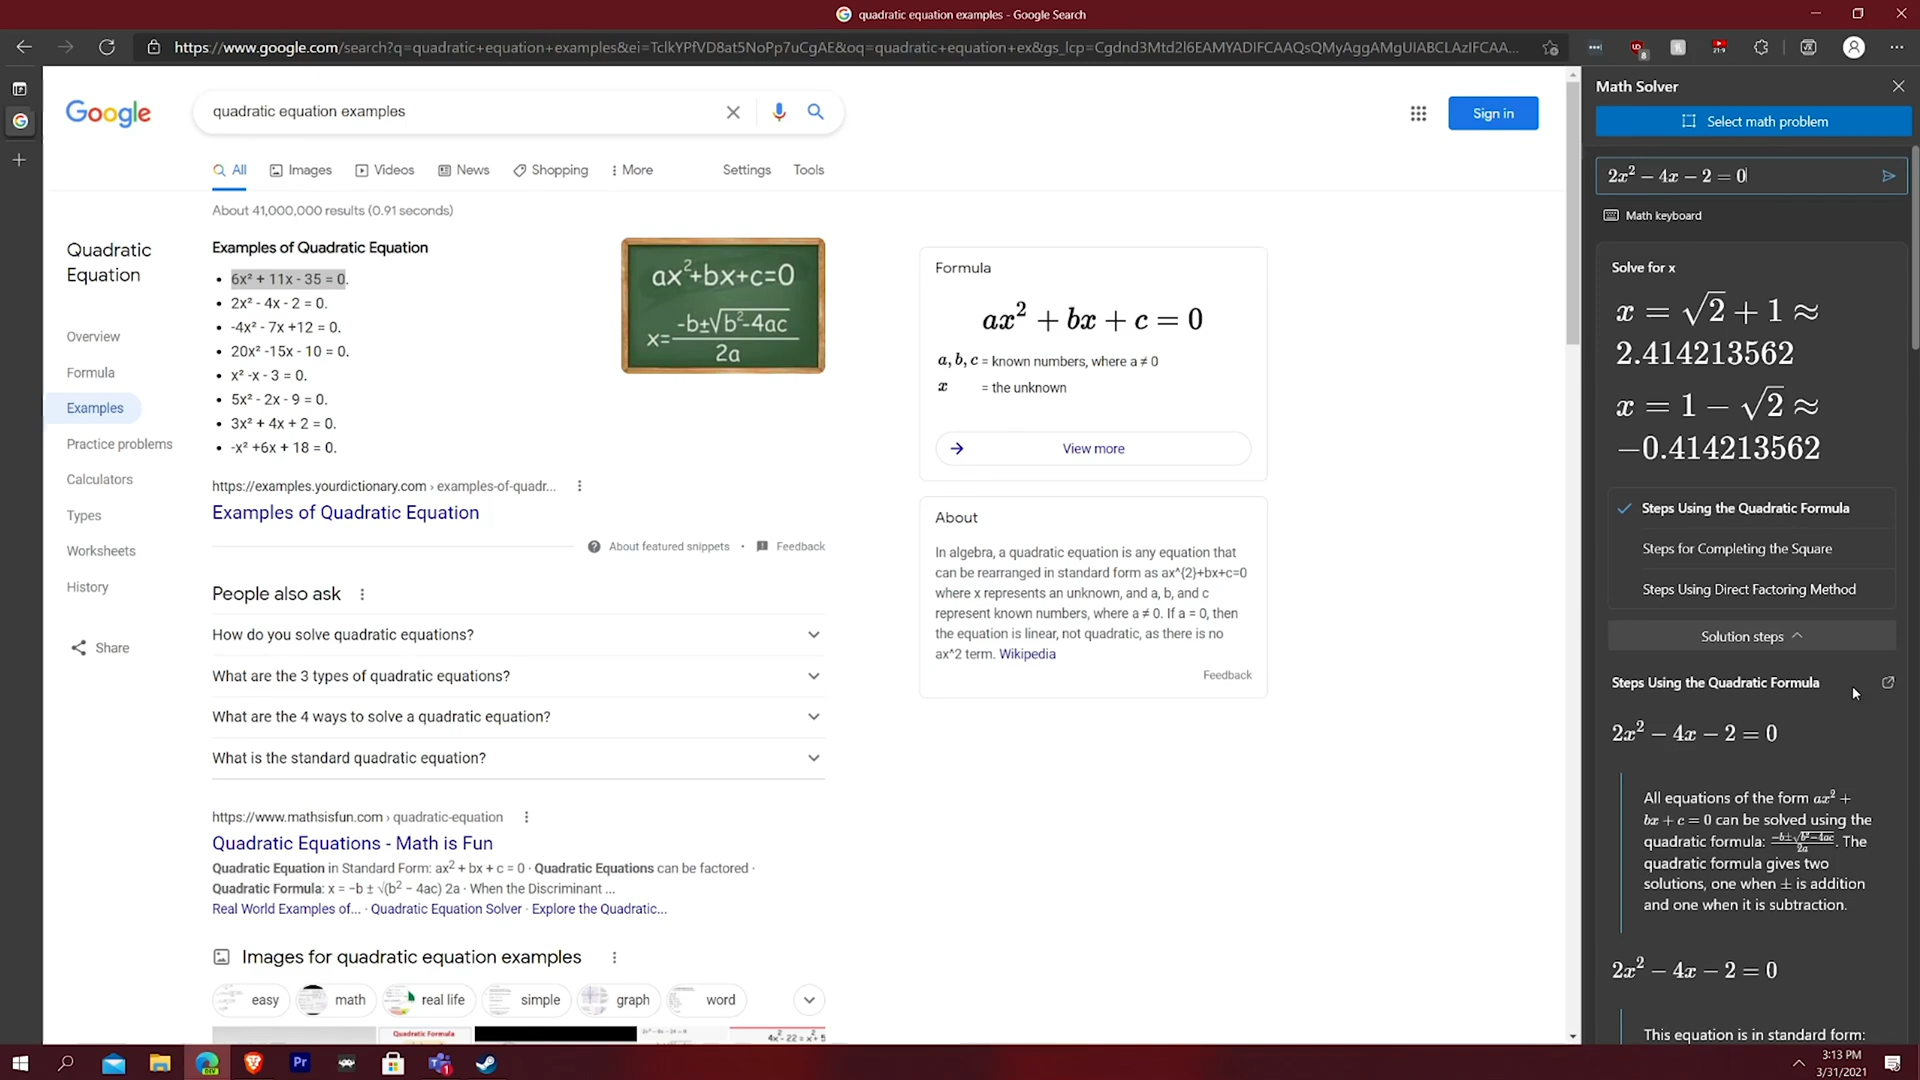 quadratic equation examples - Google Search
https://www.google.com/search?q=quadratic+equation+examples&ei=TclkYPfVD8at5NoPp7uCgAE&oq=quadratic+equation+ex&gs_lcp=Cgdnd3Mtd2l6EAMYADIFCAAQsQMyAggAMgUIABCLAzIFCAA...
8
21:9
Google
quadratic equation examples
Sign in
All
Images
Videos
News
Shopping
More
Settings
Tools
About 41,000,000 results (0.91 seconds)
Quadratic
Equation
Overview
Formula
Examples
Practice problems
Calculators
Types
Worksheets
History
Share
Examples of Quadratic Equation
• 6x² + 11x - 35 = 0.
• 2x² - 4x - 2 = 0.
• -4x² - 7x +12 = 0.
• 20x² -15x - 10 = 0.
• x² -x - 3 = 0.
• 5x² - 2x - 9 = 0.
• 3x² + 4x + 2 = 0.
• -x² +6x + 18 = 0.
ax²+bx+c=0
x= -b±√b²-4ac
2a
https://examples.yourdictionary.com › examples-of-quadr...
Examples of Quadratic Equation
About featured snippets • Feedback
People also ask
How do you solve quadratic equations?
What are the 3 types of quadratic equations?
What are the 4 ways to solve a quadratic equation?
What is the standard quadratic equation?
https://www.mathsisfun.com › quadratic-equation
Quadratic Equations - Math is Fun
Quadratic Equation in Standard Form: ax² + bx + c = 0 · Quadratic Equations can be factored ·
Quadratic Formula: x = −b ± √(b² − 4ac) 2a · When the Discriminant ...
Real World Examples of... · Quadratic Equation Solver · Explore the Quadratic...
Images for quadratic equation examples
easy
math
real life
simple
graph
word
Quadratic Formula
Formula
ax² + bx + c = 0
a, b, c = known numbers, where a ≠ 0
x = the unknown
View more
About
In algebra, a quadratic equation is any equation that
can be rearranged in standard form as ax^{2}+bx+c=0
where x represents an unknown, and a, b, and c
represent known numbers, where a ≠ 0. If a = 0, then
the equation is linear, not quadratic, as there is no
ax^2 term. Wikipedia
Feedback
Math Solver
Select math problem
2x² − 4x − 2 = 0
Math keyboard
Solve for x
x = √2 + 1 ≈
2.414213562
x = 1 − √2 ≈
−0.414213562
Steps Using the Quadratic Formula
Steps for Completing the Square
Steps Using Direct Factoring Method
Solution steps
Steps Using the Quadratic Formula
2x² − 4x − 2 = 0
All equations of the form ax² +
bx + c = 0 can be solved using the
quadratic formula: −b±√b²−4ac / 2a. The
quadratic formula gives two
solutions, one when ± is addition
and one when it is subtraction.
2x² − 4x − 2 = 0
This equation is in standard form:
DEV
Pr
1
3:13 PM
3/31/2021